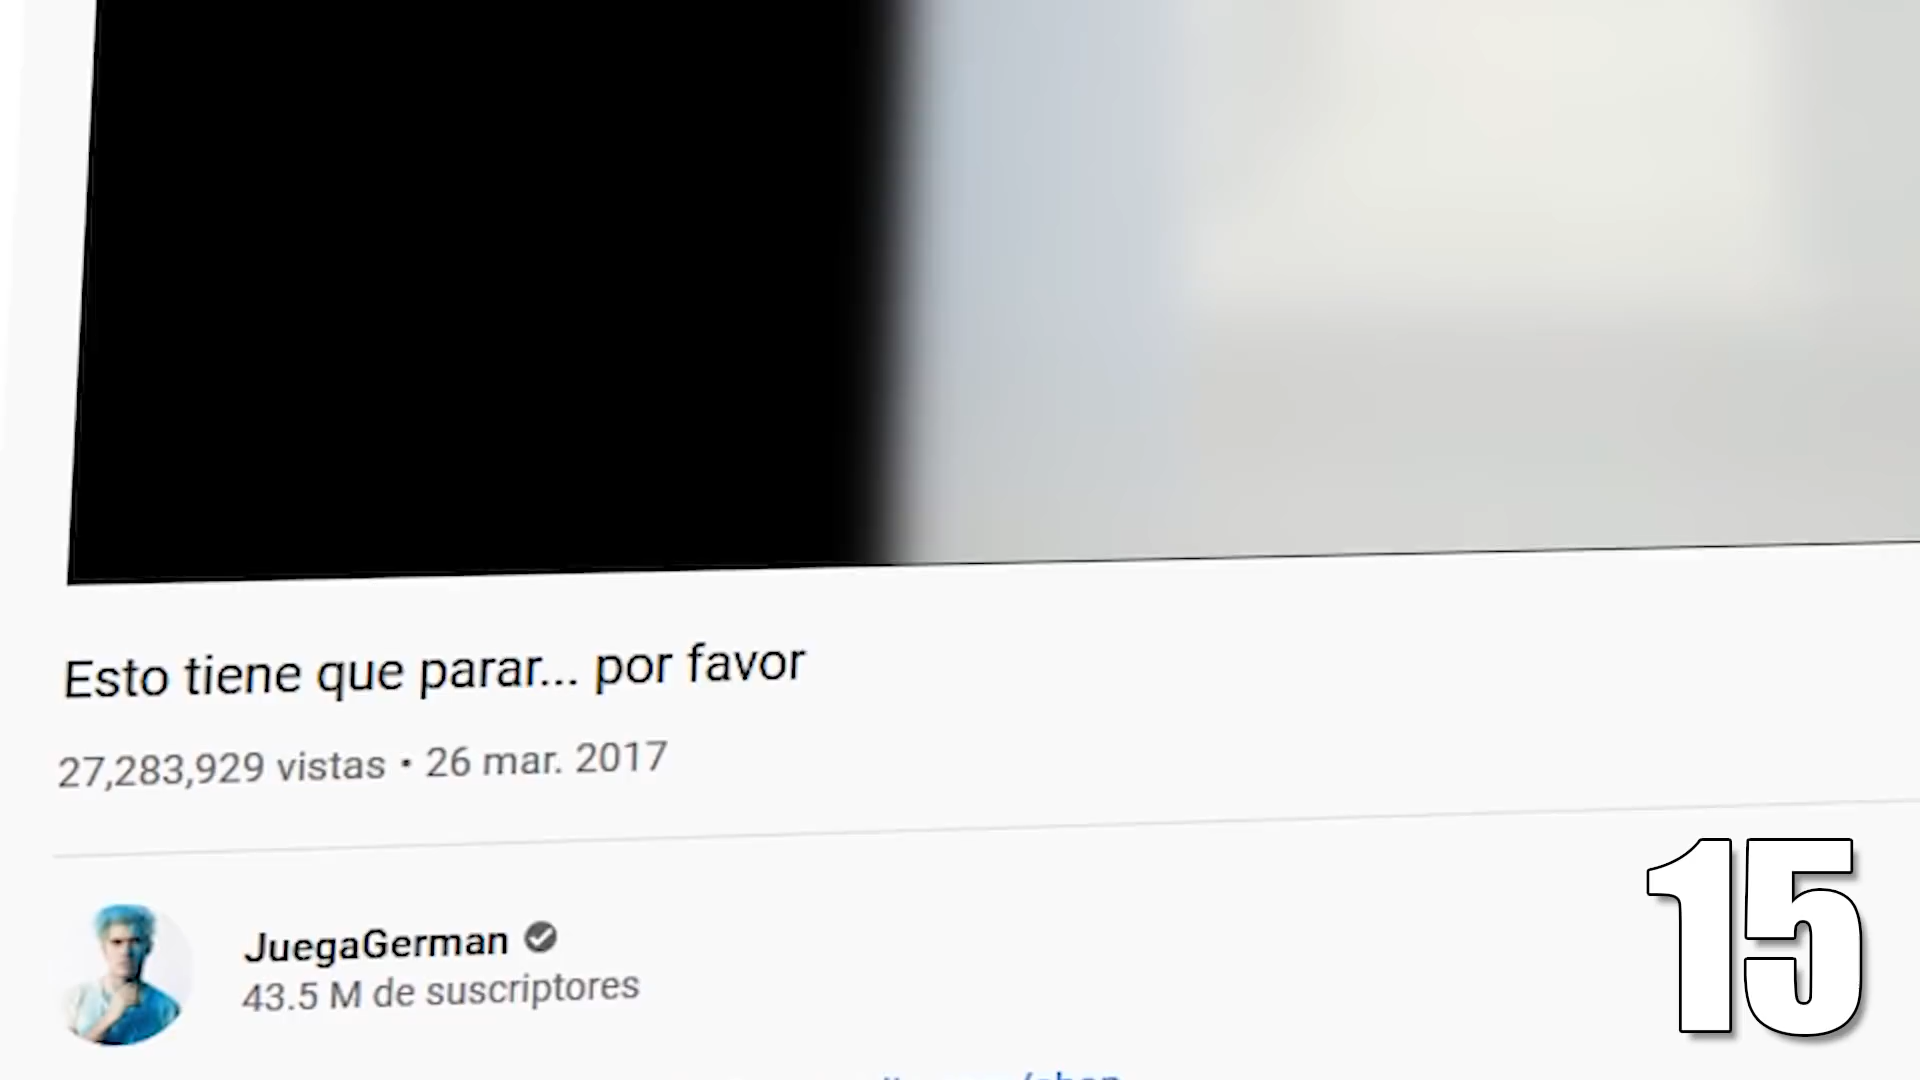 Esto tiene que parar... por favor
27,283,929 vistas • 26 mar. 2017
JuegaGerman
43.5 M de suscriptores
15